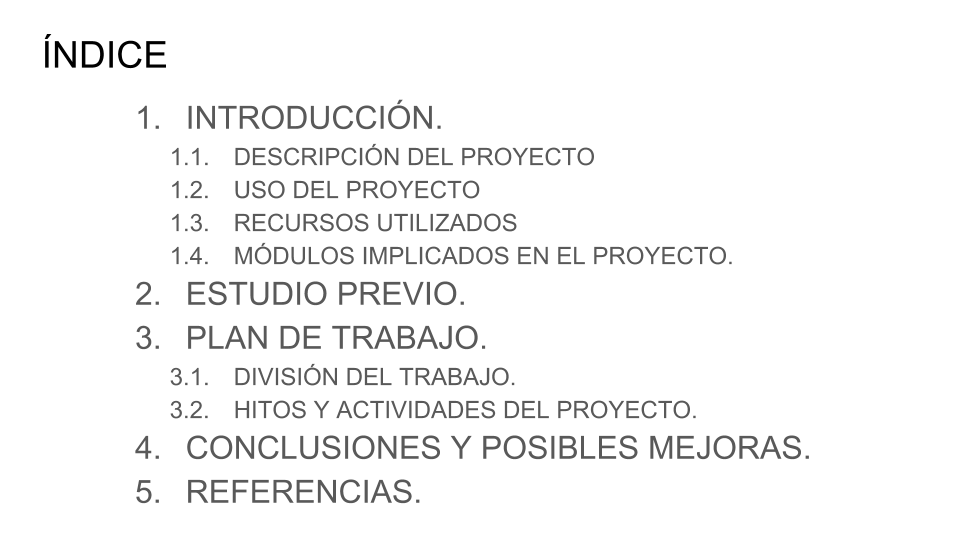 ÍNDICE
1. INTRODUCCIÓN.
1.1. DESCRIPCIÓN DEL PROYECTO
1.2. USO DEL PROYECTO
1.3. RECURSOS UTILIZADOS
1.4. MÓDULOS IMPLICADOS EN EL PROYECTO.
2. ESTUDIO PREVIO.
3. PLAN DE TRABAJO.
3.1. DIVISIÓN DEL TRABAJO.
3.2. HITOS Y ACTIVIDADES DEL PROYECTO.
4. CONCLUSIONES Y POSIBLES MEJORAS.
5. REFERENCIAS.